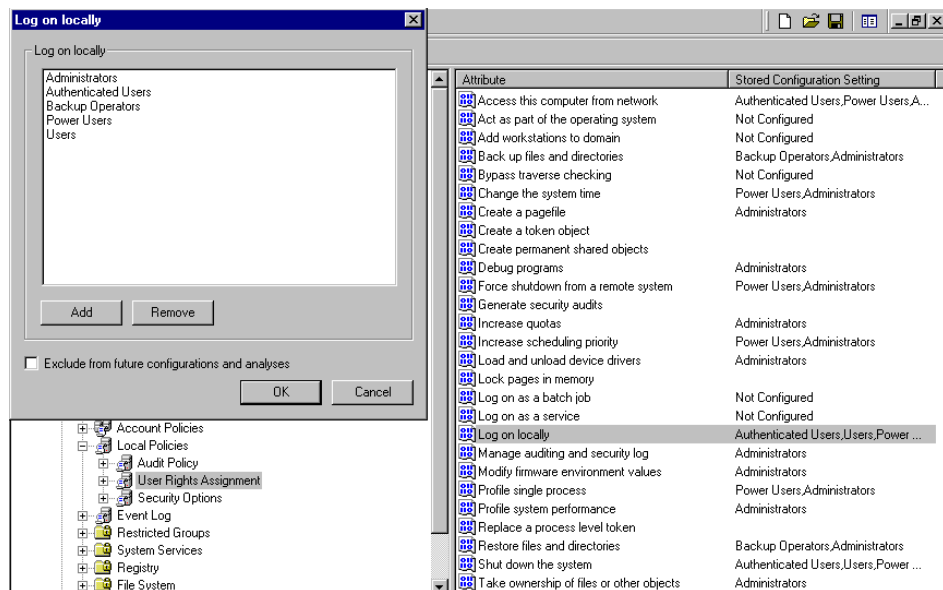 Log on locally
Log on locally
Administrators
Authenticated Users
Backup Operators
Power Users
Users
Add Remove
Exclude from future configurations and analyses
OK Cancel
Account Policies
Local Policies
Audit Policy
User Rights Assignment
Security Options
Event Log
Restricted Groups
System Services
Registry
File System
Attribute Stored Configuration Setting
Access this computer from network Authenticated Users,Power Users,A...
Act as part of the operating system Not Configured
Add workstations to domain Not Configured
Back up files and directories Backup Operators,Administrators
Bypass traverse checking Not Configured
Change the system time Power Users,Administrators
Create a pagefile Administrators
Create a token object
Create permanent shared objects
Debug programs Administrators
Force shutdown from a remote system Power Users,Administrators
Generate security audits
Increase quotas Administrators
Increase scheduling priority Power Users,Administrators
Load and unload device drivers Administrators
Lock pages in memory
Log on as a batch job Not Configured
Log on as a service Not Configured
Log on locally Authenticated Users,Users,Power ...
Manage auditing and security log Administrators
Modify firmware environment values Administrators
Profile single process Power Users,Administrators
Profile system performance Administrators
Replace a process level token
Restore files and directories Backup Operators,Administrators
Shut down the system Authenticated Users,Users,Power ...
Take ownership of files or other objects Administrators